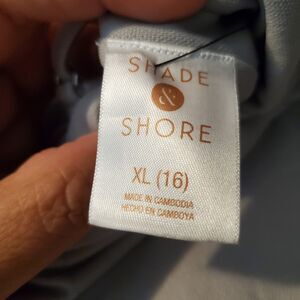 SHADE
&
SHORE
XL (16)
MADE IN CAMBODIA
HECHO EN CAMBOYA